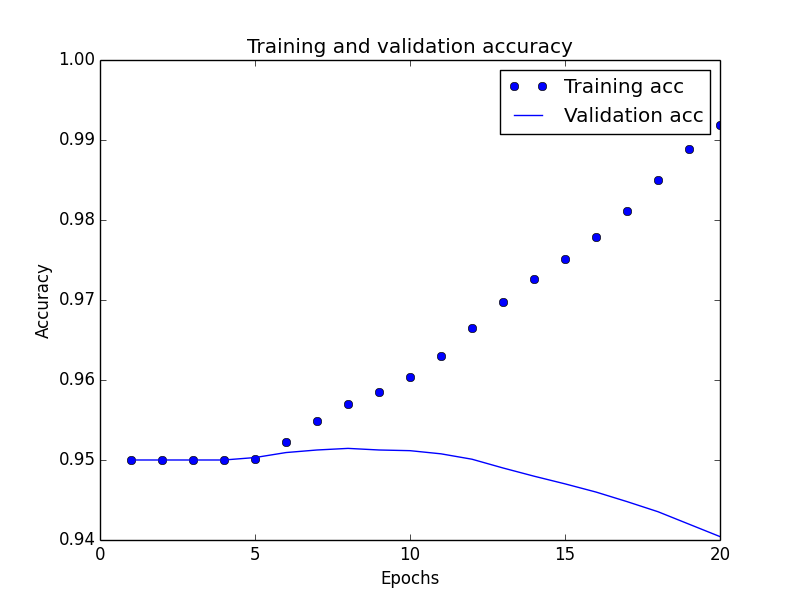 Training and validation accuracy
1.00
0.99
0.98
0.97
0.96
0.95
0.94
Accuracy
Training acc
Validation acc
0 5 10 15 20
Epochs